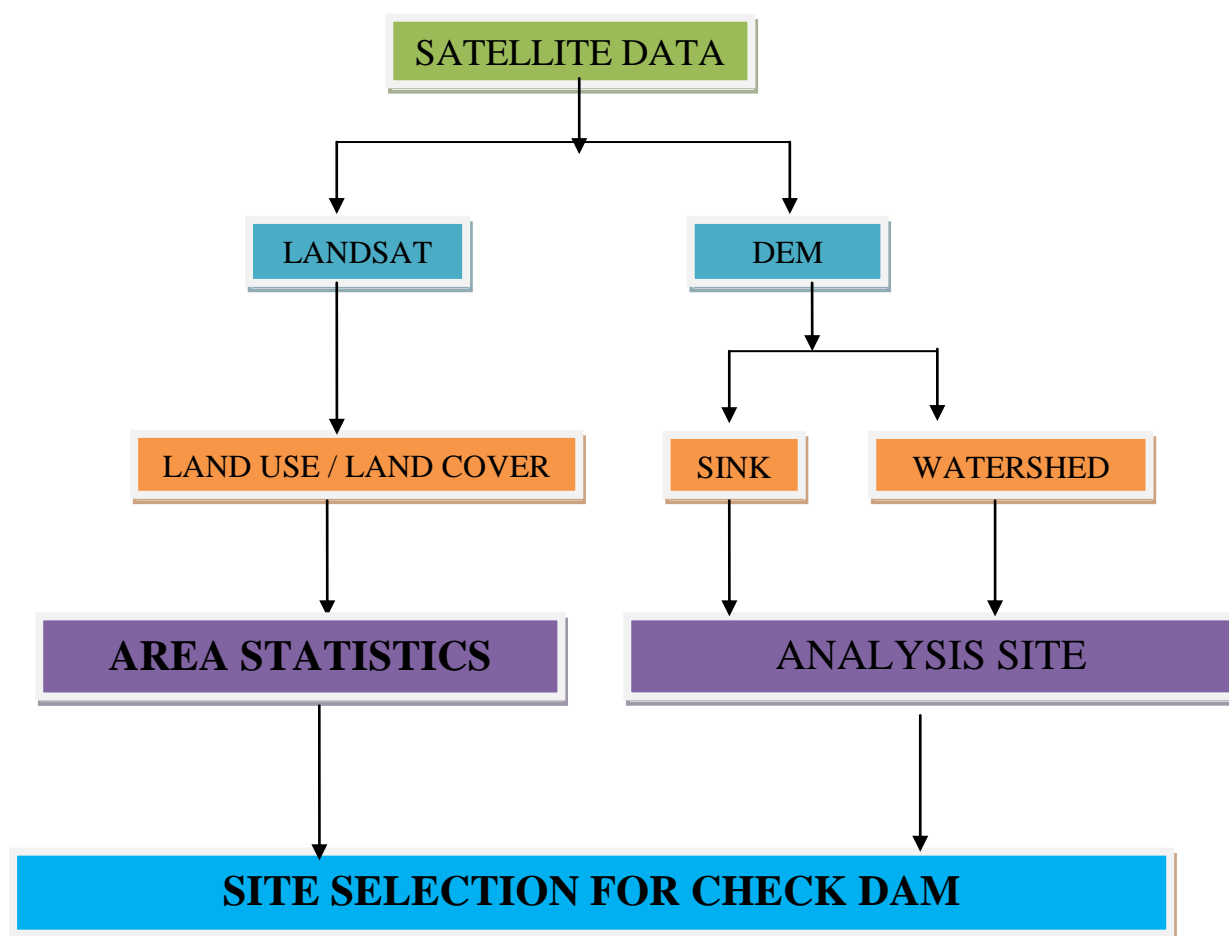 SATELLITE DATA
LANDSAT
DEM
LAND USE / LAND COVER
SINK
WATERSHED
AREA STATISTICS
ANALYSIS SITE
SITE SELECTION FOR CHECK DAM